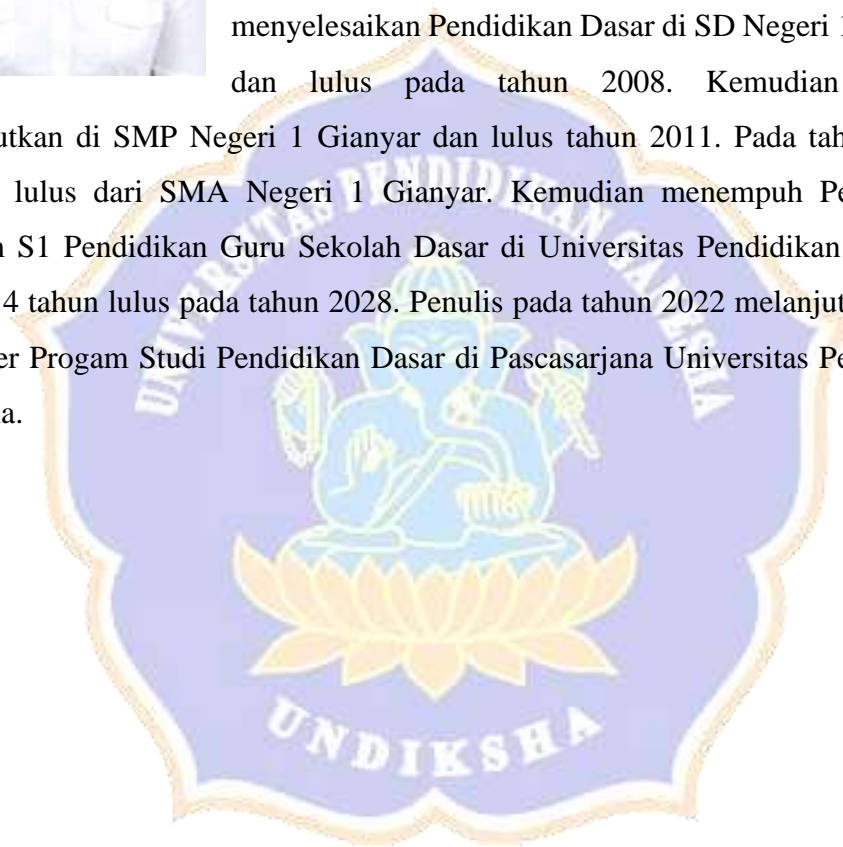 menyelesaikan Pendidikan Dasar di SD Negeri
dan lulus pada tahun 2008. Kemudian
utkan di SMP Negeri 1 Gianyar dan lulus tahun 2011. Pada tah
lulus dari SMA Negeri 1 Gianyar. Kemudian menempuh Pe
n S1 Pendidikan Guru Sekolah Dasar di Universitas Pendidikan
4 tahun lulus pada tahun 2028. Penulis pada tahun 2022 melanjut
er Progam Studi Pendidikan Dasar di Pascasarjana Universitas Pe
a.
UNIVERSITAS PENDIDIKAN GANESHA
UNDIKSHA